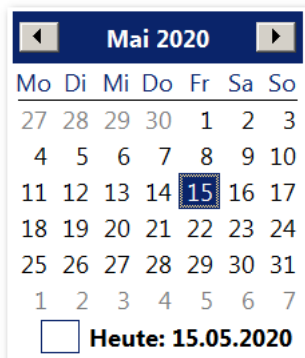 Mai 2020
Mo Di Mi Do Fr Sa So
27 28 29 30 1 2 3
4 5 6 7 8 9 10
11 12 13 14 15 16 17
18 19 20 21 22 23 24
25 26 27 28 29 30 31
1 2 3 4 5 6 7
Heute: 15.05.2020